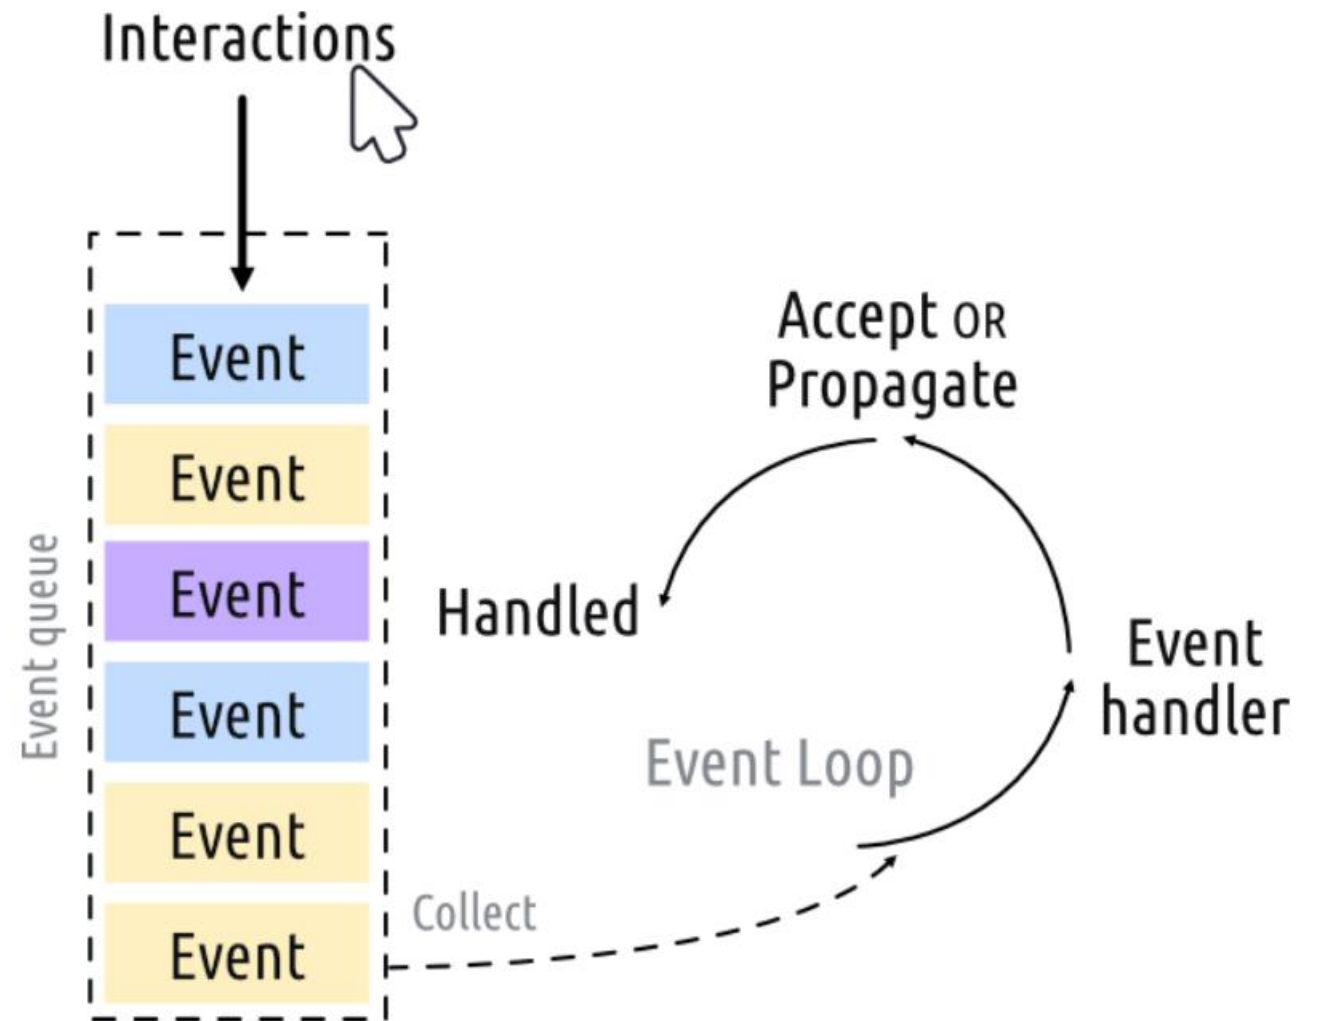 Interactions
Event
Event
Event
Event
Event
Event
Event queue
Collect
Event Loop
Event
handler
Accept OR
Propagate
Handled